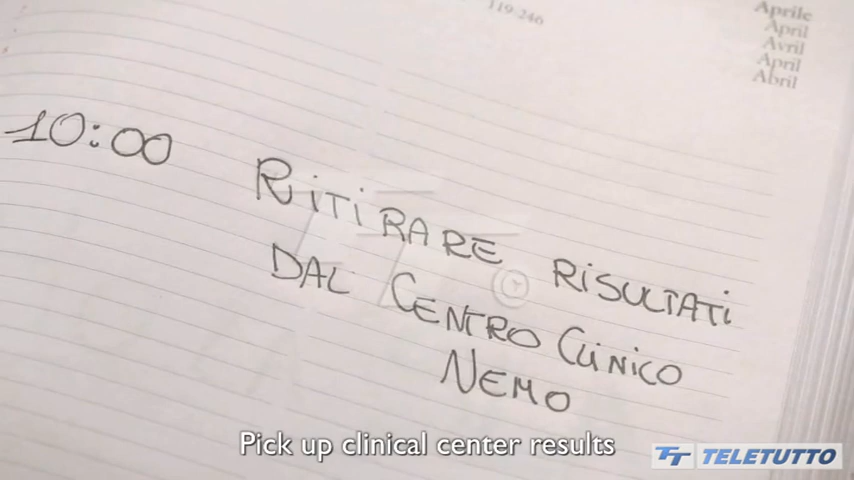 119-246
Aprile
April
Avril
April
Abril
10:00
RITIRARE RISULTATI
DAL CENTRO CLINICO
NEMO
Pick up clinical center results
TT TELETUTTO